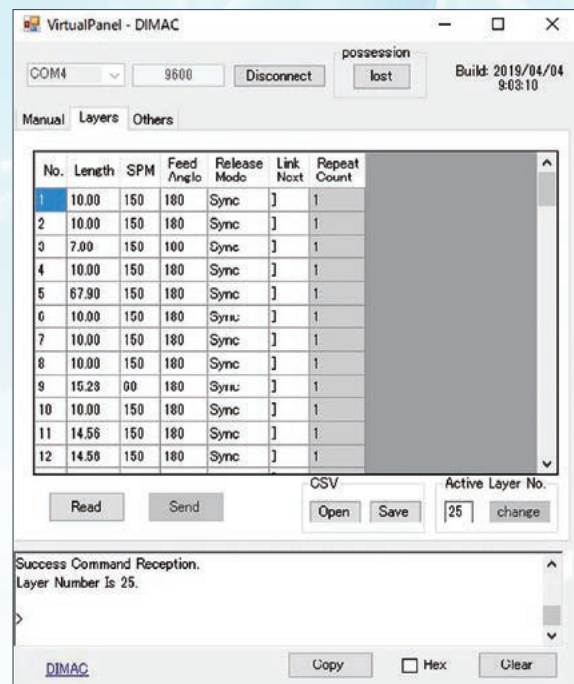 VirtualPanel - DIMAC
possession
COM4 9600 Disconnect lost Build: 2019/04/04
9:03:10
Manual Layers Others
No. Length SPM Feed Angle Release Mode Link Next Repeat Count
1 10.00 150 180 Sync ] 1
2 10.00 150 180 Sync ] 1
3 7.00 150 180 Sync ] 1
4 10.00 150 180 Sync ] 1
5 67.90 150 180 Sync ] 1
6 10.00 150 180 Sync ] 1
7 10.00 150 180 Sync ] 1
8 10.00 150 180 Sync ] 1
9 15.28 60 180 Sync ] 1
10 10.00 150 180 Sync ] 1
11 14.56 150 180 Sync ] 1
12 14.56 150 180 Sync ] 1
CSV Active Layer No.
Read Send Open Save 25 change
Success Command Reception.
Layer Number Is 25.
>
DIMAC Copy Hex Clear